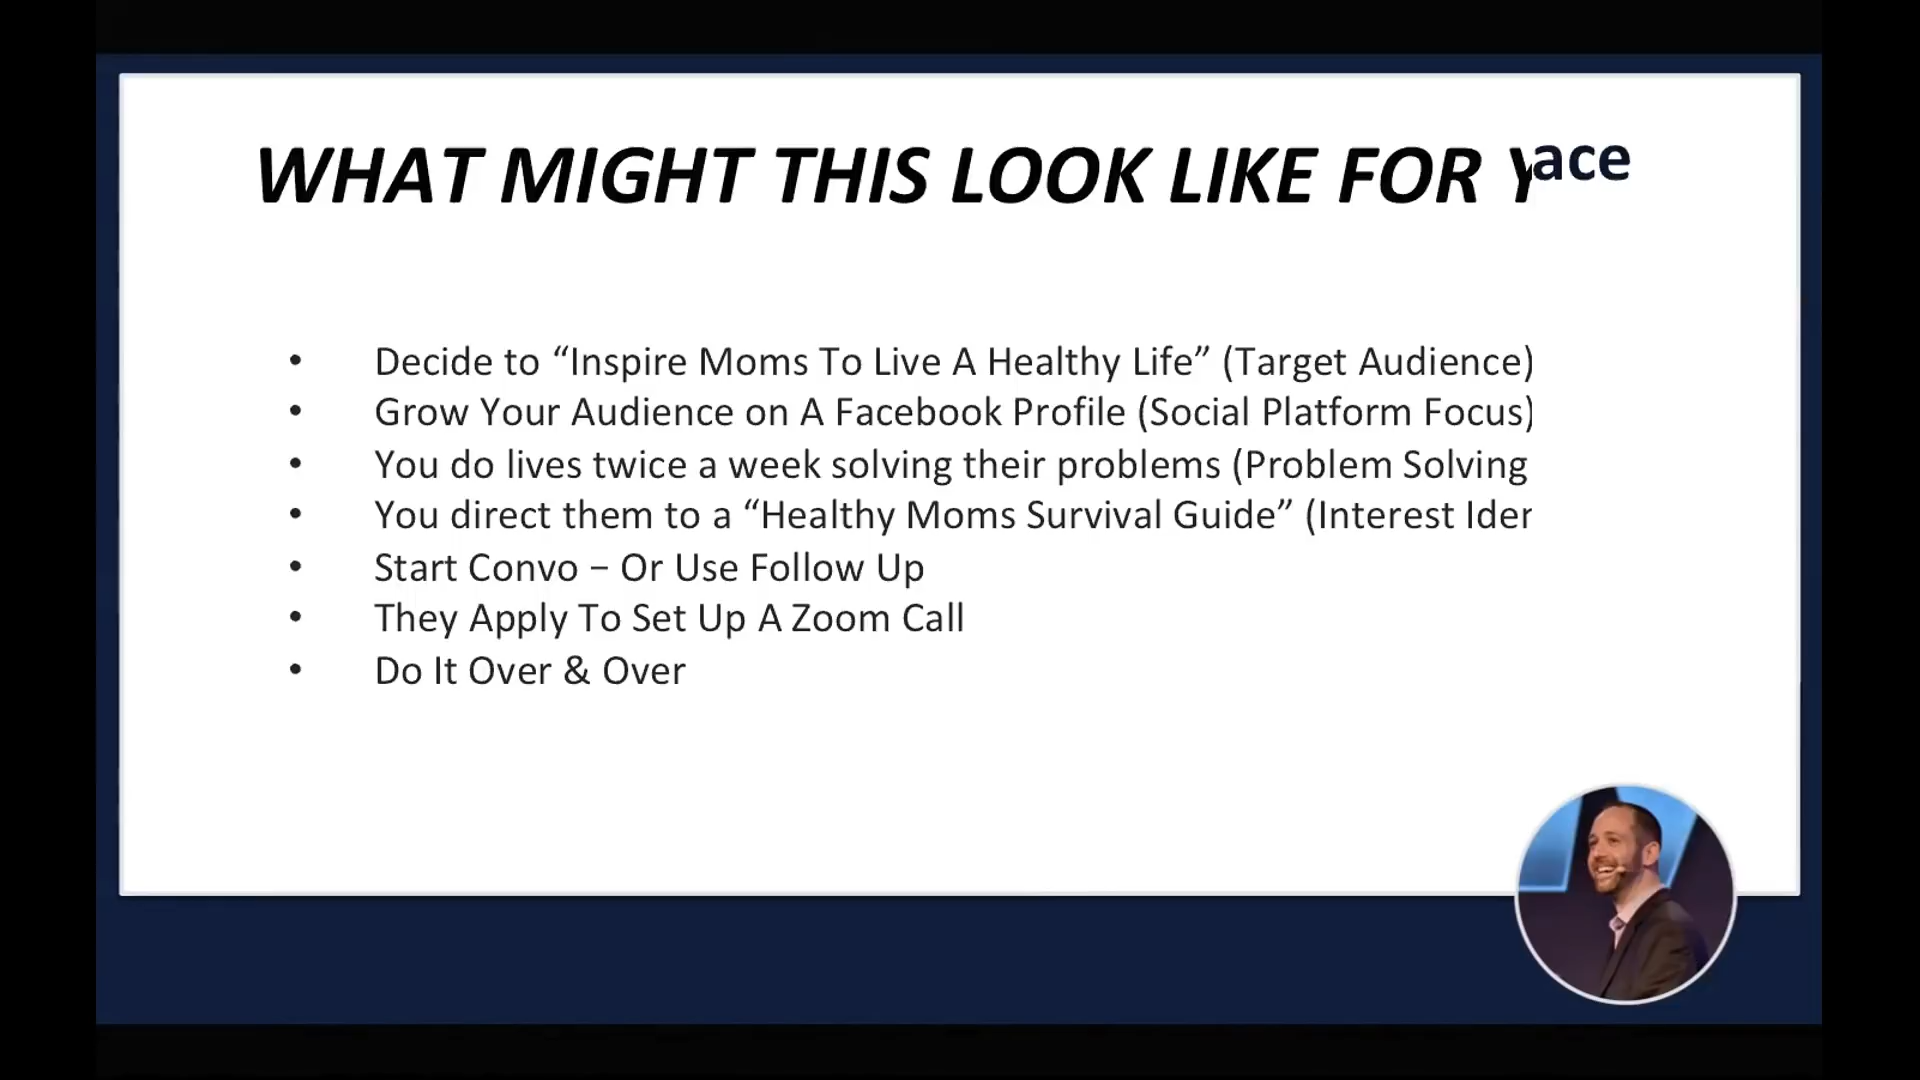 WHAT MIGHT THIS LOOK LIKE FOR Y
ace
• Decide to “Inspire Moms To Live A Healthy Life” (Target Audience)
• Grow Your Audience on A Facebook Profile (Social Platform Focus)
• You do lives twice a week solving their problems (Problem Solving
• You direct them to a “Healthy Moms Survival Guide” (Interest
• Start Convo – Or Use Follow Up
• They Apply To Set Up A Zoom Call
• Do It Over & Over